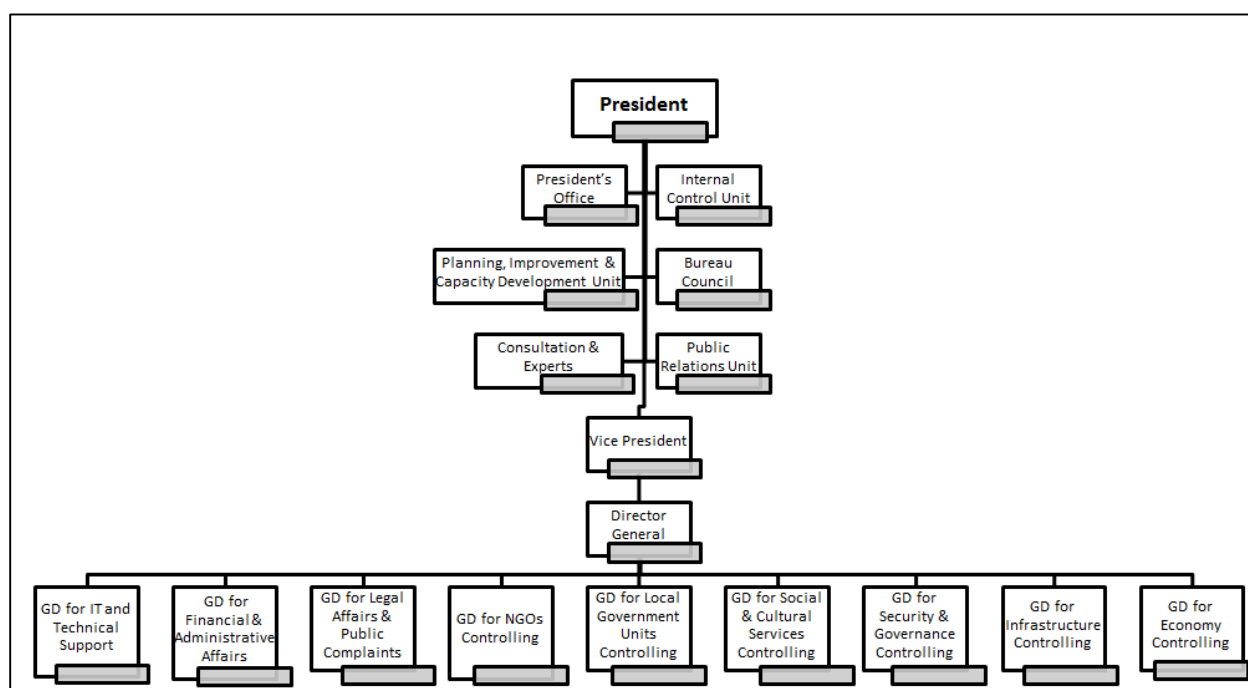 President
President's
Office
Internal
Control Unit
Planning, Improvement &
Capacity Development Unit
Bureau
Council
Consultation &
Experts
Public
Relations Unit
Vice President
Director
General
GD for IT and
Technical
Support
GD for
Financial &
Administrative
Affairs
GD for Legal
Affairs &
Public
Complaints
GD for NGOs
Controlling
GD for Local
Government
Units
Controlling
GD for Social
& Cultural
Services
Controlling
GD for
Security &
Governance
Controlling
GD for
Infrastructure
Controlling
GD for
Economy
Controlling